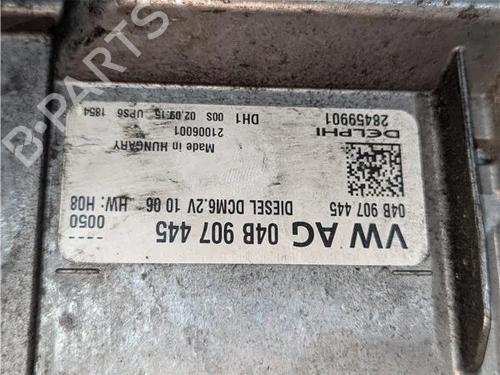 VW AG 04B 907 445
0050
----
DIESEL DCM6.2V 10 06 HW: H08
04B 907 445
Made in HUNGARY
21006001
DELPHI
28459901
DH1 00S 02.09.15 UPS6 1854
B-PARTS